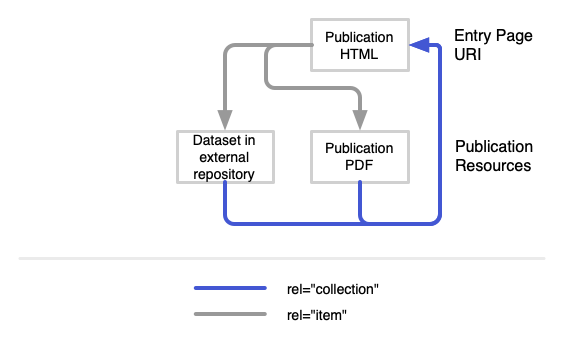 Publication
HTML
Entry Page
URI
Dataset in
external
repository
Publication
PDF
Publication
Resources
rel="collection"
rel="item"